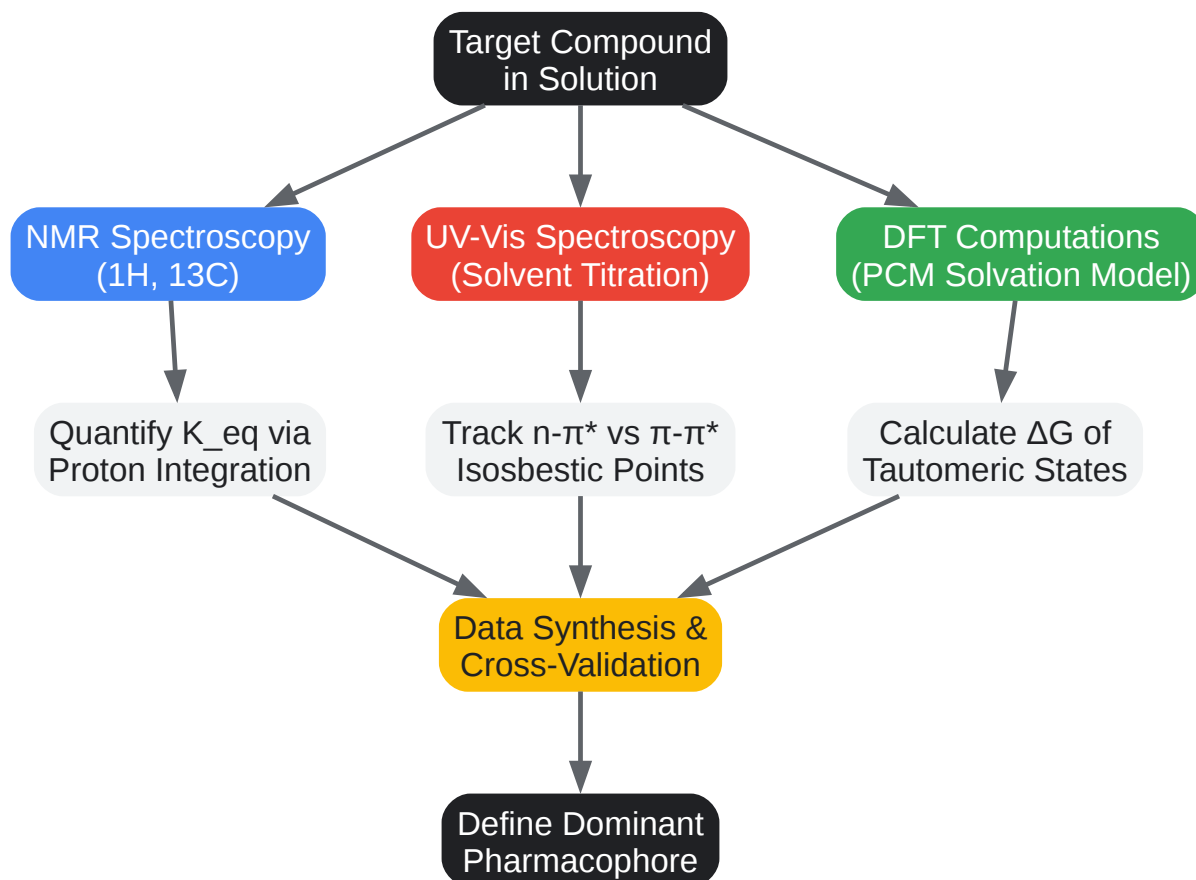 Target Compound
in Solution
NMR Spectroscopy
(1H, 13C)
UV-Vis Spectroscopy
(Solvent Titration)
DFT Computations
(PCM Solvation Model)
Quantify K_eq via
Proton Integration
Track n-π* vs π-π*
Isosbestic Points
Calculate ΔG of
Tautomeric States
Data Synthesis &
Cross-Validation
Define Dominant
Pharmacophore